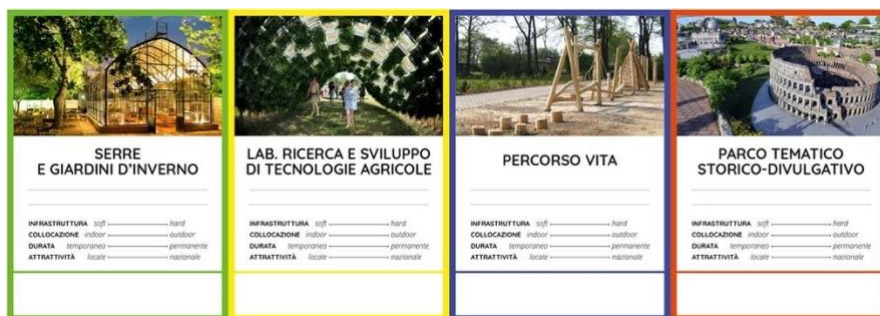 SERRE
E GIARDINI D'INVERNO
INFRASTRUTTURA soft hard
COLLOCAZIONE indoor outdoor
DURATA temporaneo permanente
ATTRATTIVITÀ locale nazionale
LAB. RICERCA E SVILUPPO
DI TECNOLOGIE AGRICOLE
INFRASTRUTTURA soft hard
COLLOCAZIONE indoor outdoor
DURATA temporaneo permanente
ATTRATTIVITÀ locale nazionale
PERCORSO VITA
INFRASTRUTTURA soft hard
COLLOCAZIONE indoor outdoor
DURATA temporaneo permanente
ATTRATTIVITÀ locale nazionale
PARCO TEMATICO
STORICO-DIVULGATIVO
INFRASTRUTTURA soft hard
COLLOCAZIONE indoor outdoor
DURATA temporaneo permanente
ATTRATTIVITÀ locale nazionale